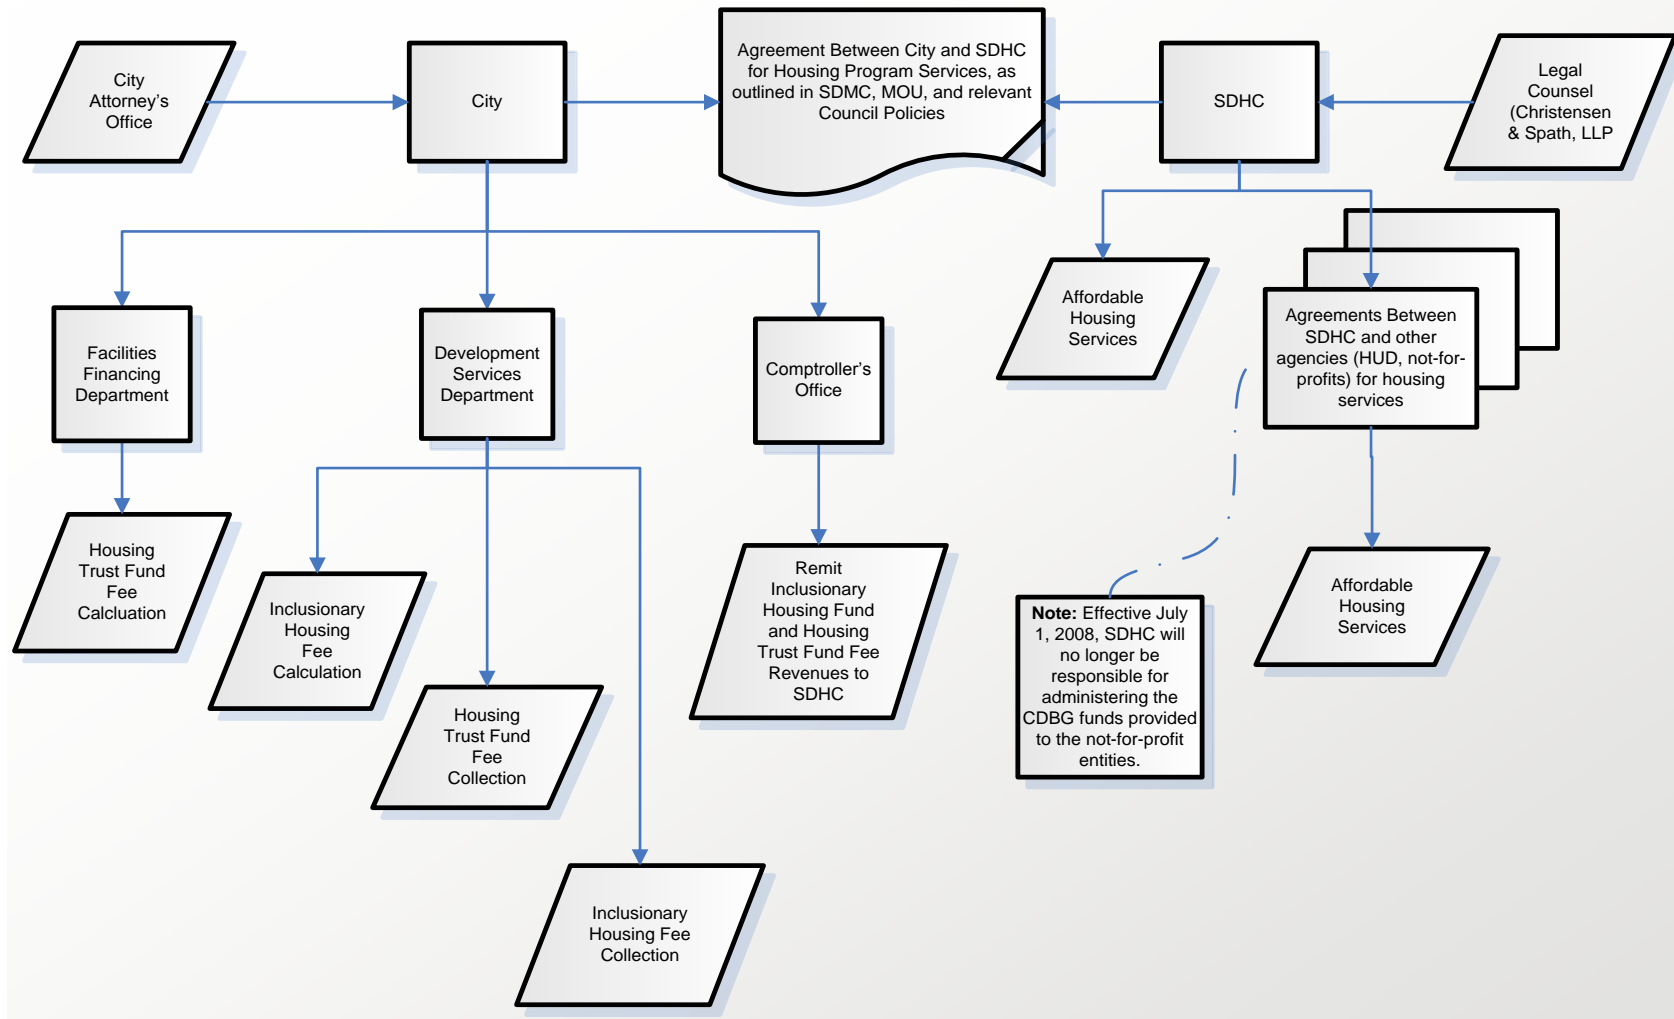 City
Attorney's
Office
City
Agreement Between City and SDHC
for Housing Program Services, as
outlined in SDMC, MOU, and relevant
Council Policies
SDHC
Legal
Counsel
(Christensen
& Spath, LLP
Facilities
Financing
Department
Development
Services
Department
Comptroller's
Office
Affordable
Housing
Services
Agreements Between
SDHC and other
agencies (HUD, not-for-
profits) for housing
services
Housing
Trust Fund
Fee
Calcluation
Inclusionary
Housing
Fee
Calculation
Housing
Trust Fund
Fee
Collection
Inclusionary
Housing Fee
Collection
Remit
Inclusionary
Housing Fund
and Housing
Trust Fund Fee
Revenues to
SDHC
Note: Effective July
1, 2008, SDHC will
no longer be
responsible for
administering the
CDBG funds provided
to the not-for-profit
entities.
Affordable
Housing
Services